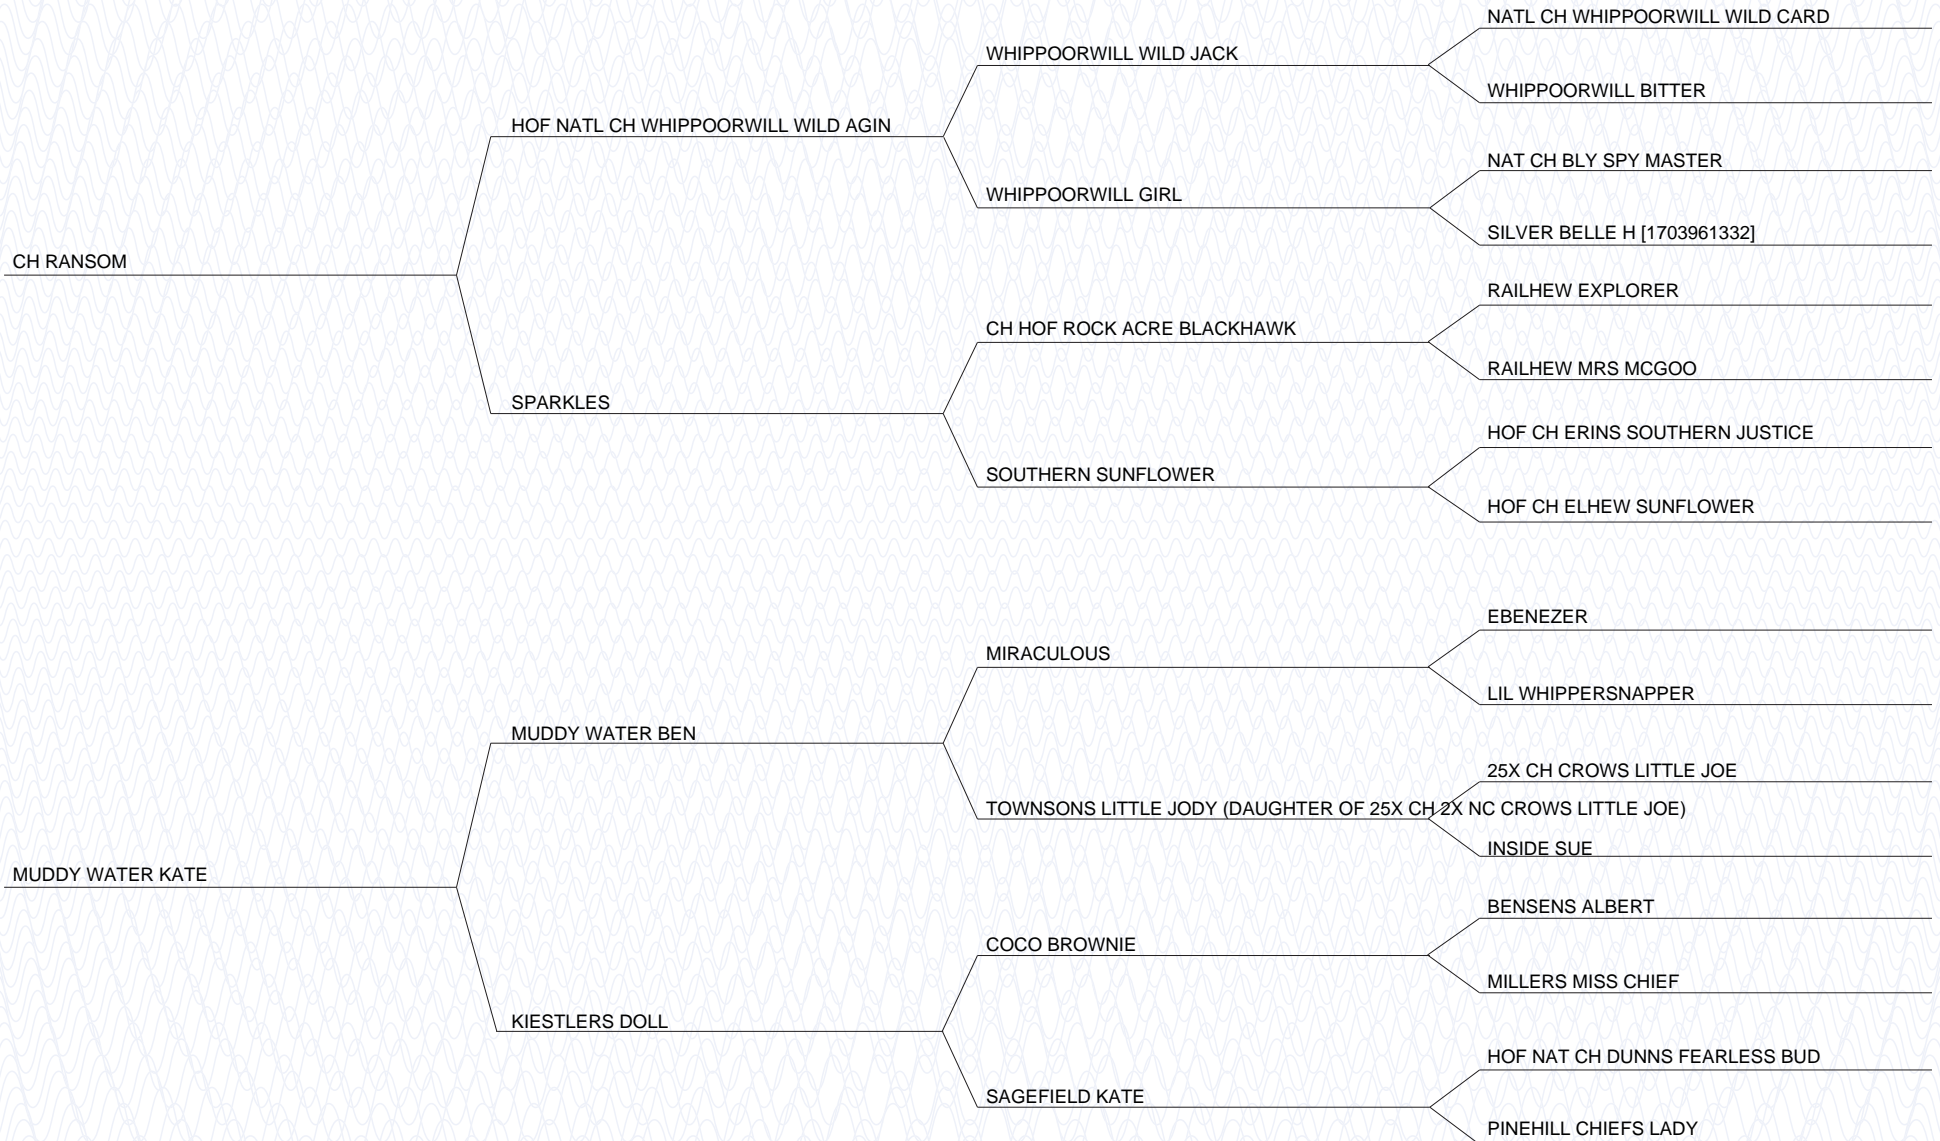 NATL CH WHIPPOORWILL WILD CARD
WHIPPOORWILL WILD JACK
WHIPPOORWILL BITTER
HOF NATL CH WHIPPOORWILL WILD AGIN
NAT CH BLY SPY MASTER
WHIPPOORWILL GIRL
SILVER BELLE H [1703961332]
CH RANSOM
RAILHEW EXPLORER
CH HOF ROCK ACRE BLACKHAWK
RAILHEW MRS MCGOO
SPARKLES
HOF CH ERINS SOUTHERN JUSTICE
SOUTHERN SUNFLOWER
HOF CH ELHEW SUNFLOWER
EBENEZER
MIRACULOUS
LIL WHIPPERSNAPPER
MUDDY WATER BEN
25X CH CROWS LITTLE JOE
TOWNSONS LITTLE JODY (DAUGHTER OF 25X CH 2X NC CROWS LITTLE JOE)
INSIDE SUE
MUDDY WATER KATE
BENSENS ALBERT
COCO BROWNIE
MILLERS MISS CHIEF
KIESTLERS DOLL
HOF NAT CH DUNNS FEARLESS BUD
SAGEFIELD KATE
PINEHILL CHIEFS LADY